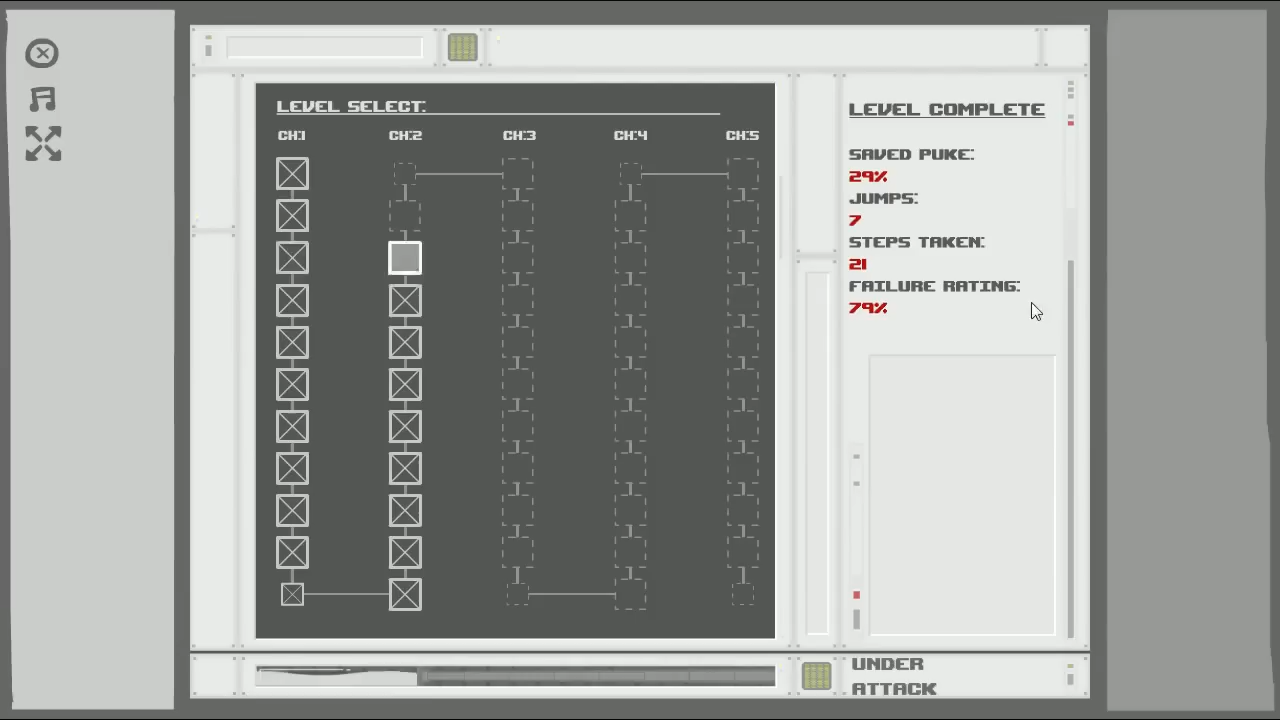 LEVEL SELECT:
CH:1 CH:2 CH:3 CH:4 CH:5
LEVEL COMPLETE
SAVED PUKE:
29%
JUMPS:
7
STEPS TAKEN:
21
FAILURE RATING:
79%
UNDER
ATTACK